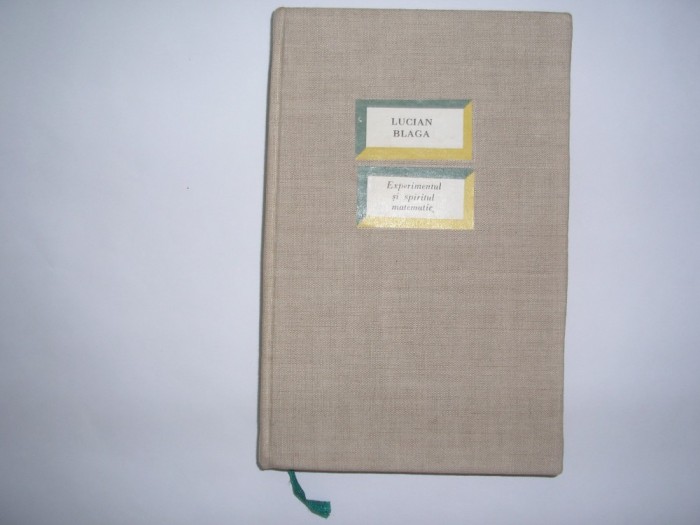 LUCIAN
BLAGA
Experimentul
și spiritul
matematic